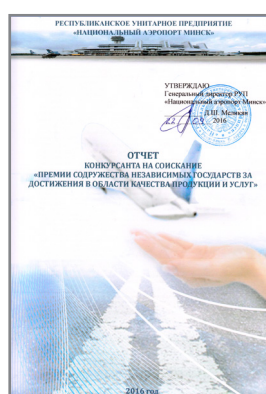 РЕСПУБЛИКАНСКОЕ УНИТАРНОЕ ПРЕДПРИЯТИЕ
«НАЦИОНАЛЬНЫЙ АЭРОПОРТ МИНСК»
УТВЕРЖДАЮ
Генеральный директор РУП
«Национальный аэропорт Минск»
Д.Ш. Меликян
2016
ОТЧЕТ
КОНКУРСАНТА НА СОИСКАНИЕ
«ПРЕМИИ СОДРУЖЕСТВА НЕЗАВИСИМЫХ ГОСУДАРСТВ ЗА
ДОСТИЖЕНИЯ В ОБЛАСТИ КАЧЕСТВА ПРОДУКЦИИ И УСЛУГ»
2016 год